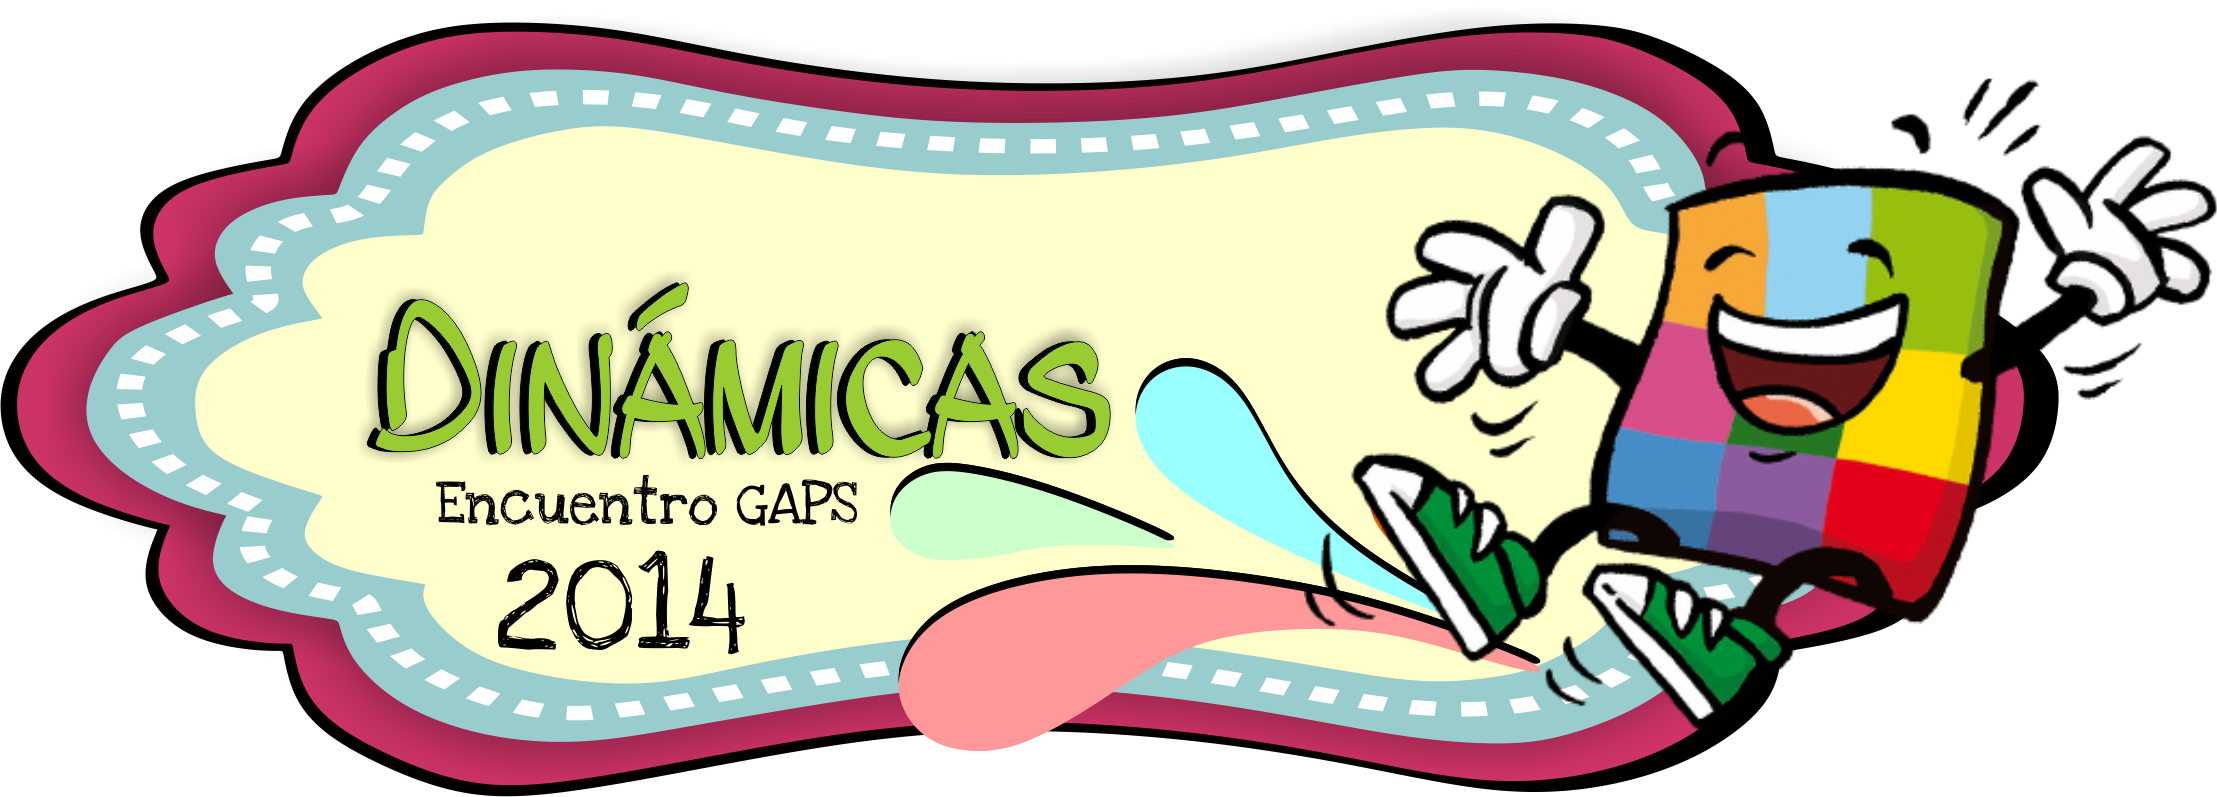 DINÁMICAS
Encuentro GAPS
2014